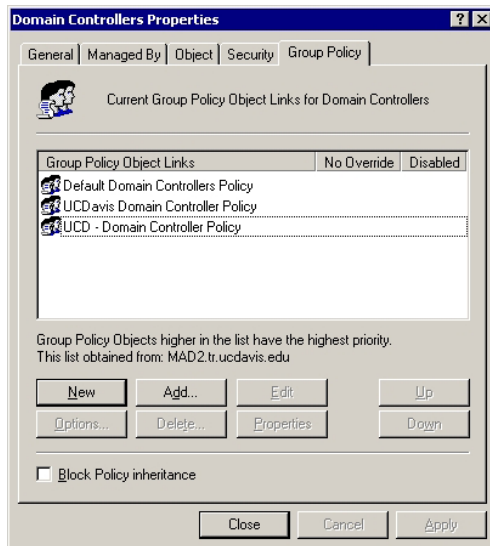 Domain Controllers Properties
General Managed By Object Security Group Policy
Current Group Policy Object Links for Domain Controllers
Group Policy Object Links No Override Disabled
Default Domain Controllers Policy
UCDavis Domain Controller Policy
UCD - Domain Controller Policy
Group Policy Objects higher in the list have the highest priority.
This list obtained from: MAD2.tr.ucdavis.edu
New Add... Edit Up
Options... Delete... Properties Down
Block Policy inheritance
Close Cancel Apply